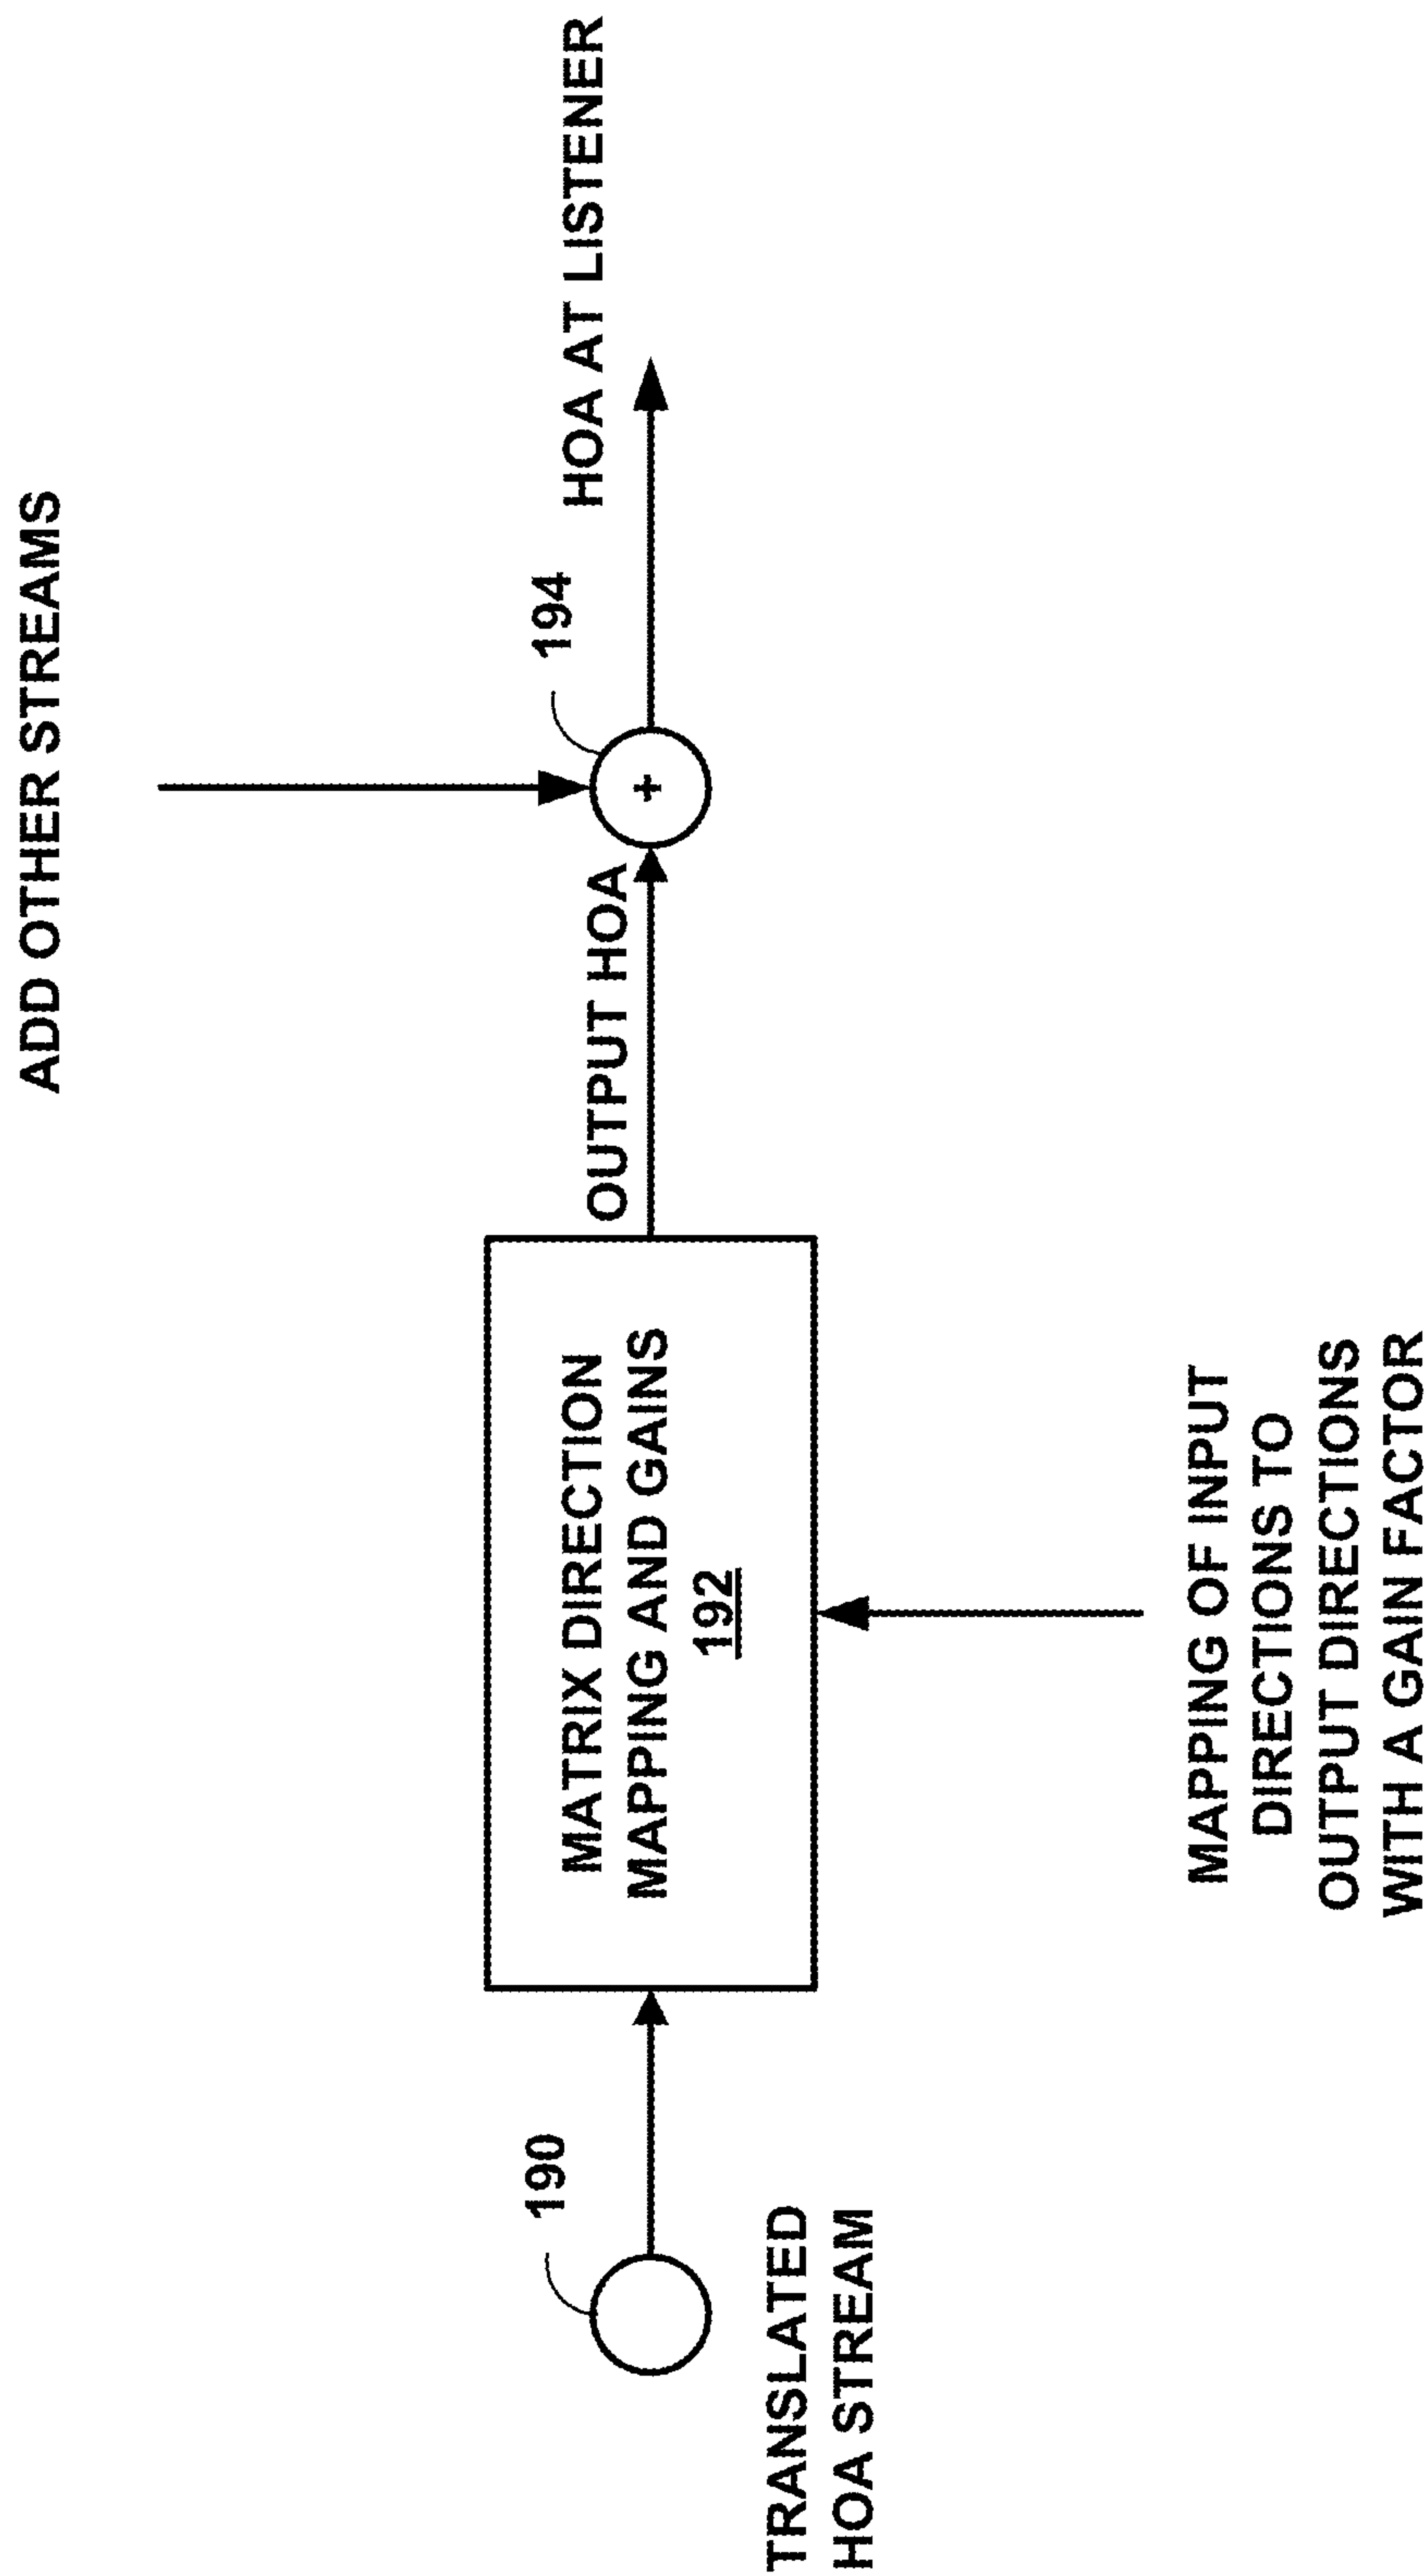 ADD OTHER STREAMS
194
HOA AT LISTENER
OUTPUT HOA
190
MATRIX DIRECTION
MAPPING AND GAINS
192
TRANSLATED
HOA STREAM
MAPPING OF INPUT
DIRECTIONS TO
OUTPUT DIRECTIONS
WITH A GAIN FACTOR
+